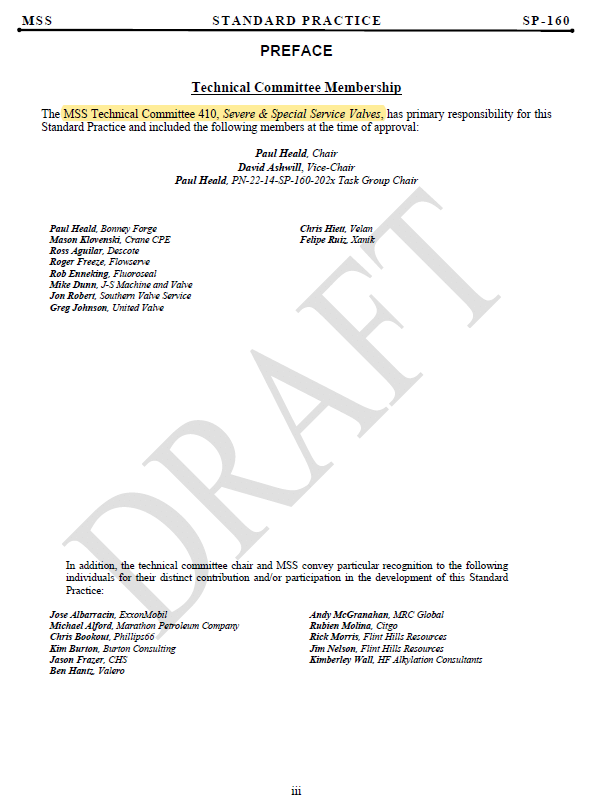 MSS STANDARD PRACTICE SP-160
PREFACE
Technical Committee Membership
The MSS Technical Committee 410, Severe & Special Service Valves, has primary responsibility for this
Standard Practice and included the following members at the time of approval:
Paul Heald, Chair
David Ashwill, Vice-Chair
Paul Heald, PN-22-14-SP-160-202x Task Group Chair
Paul Heald, Bonney Forge
Mason Klovenski, Crane CPE
Ross Aguilar, Descote
Roger Freeze, Flowserve
Rob Enneking, Fluoroseal
Mike Dunn, J-S Machine and Valve
Jon Robert, Southern Valve Service
Greg Johnson, United Valve
Chris Hiett, Velan
Felipe Ruiz, Xanik
DRAFT
In addition, the technical committee chair and MSS convey particular recognition to the following
individuals for their distinct contribution and/or participation in the development of this Standard
Practice:
Jose Albarracin, ExxonMobil
Michael Alford, Marathon Petroleum Company
Chris Bookout, Phillips66
Kim Burton, Burton Consulting
Jason Frazer, CHS
Ben Hantz, Valero
Andy McGranahan, MRC Global
Rubien Molina, Citgo
Rick Morris, Flint Hills Resources
Jim Nelson, Flint Hills Resources
Kimberley Wall, HF Alkylation Consultants
iii